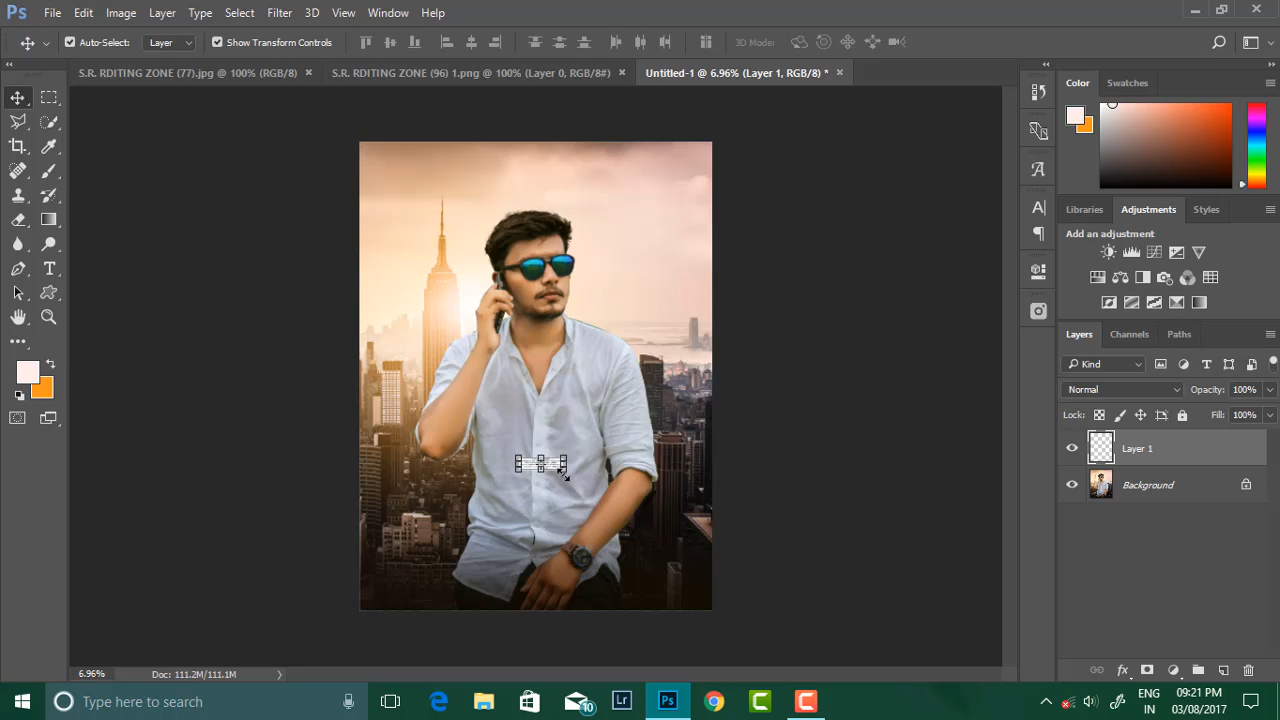 Ps File Edit Image Layer Type Select Filter 3D View Window Help
Auto-Select: Layer Show Transform Controls 3D Mode:
S.R. RDITING ZONE (77).jpg @ 100% (RGB/8) × S.R. RDITING ZONE (96) 1.png @ 100% (Layer 0, RGB/8#) × Untitled-1 @ 6.96% (Layer 1, RGB/8) * ×
Color Swatches
Libraries Adjustments Styles
Add an adjustment
Layers Channels Paths
Kind
Normal Opacity: 100%
Lock: Fill: 100%
Layer 1
Background
6.96% Doc: 111.2M/111.1M
Type here to search 10 Lr Ps ENG IN 09:21 PM 03/08/2017